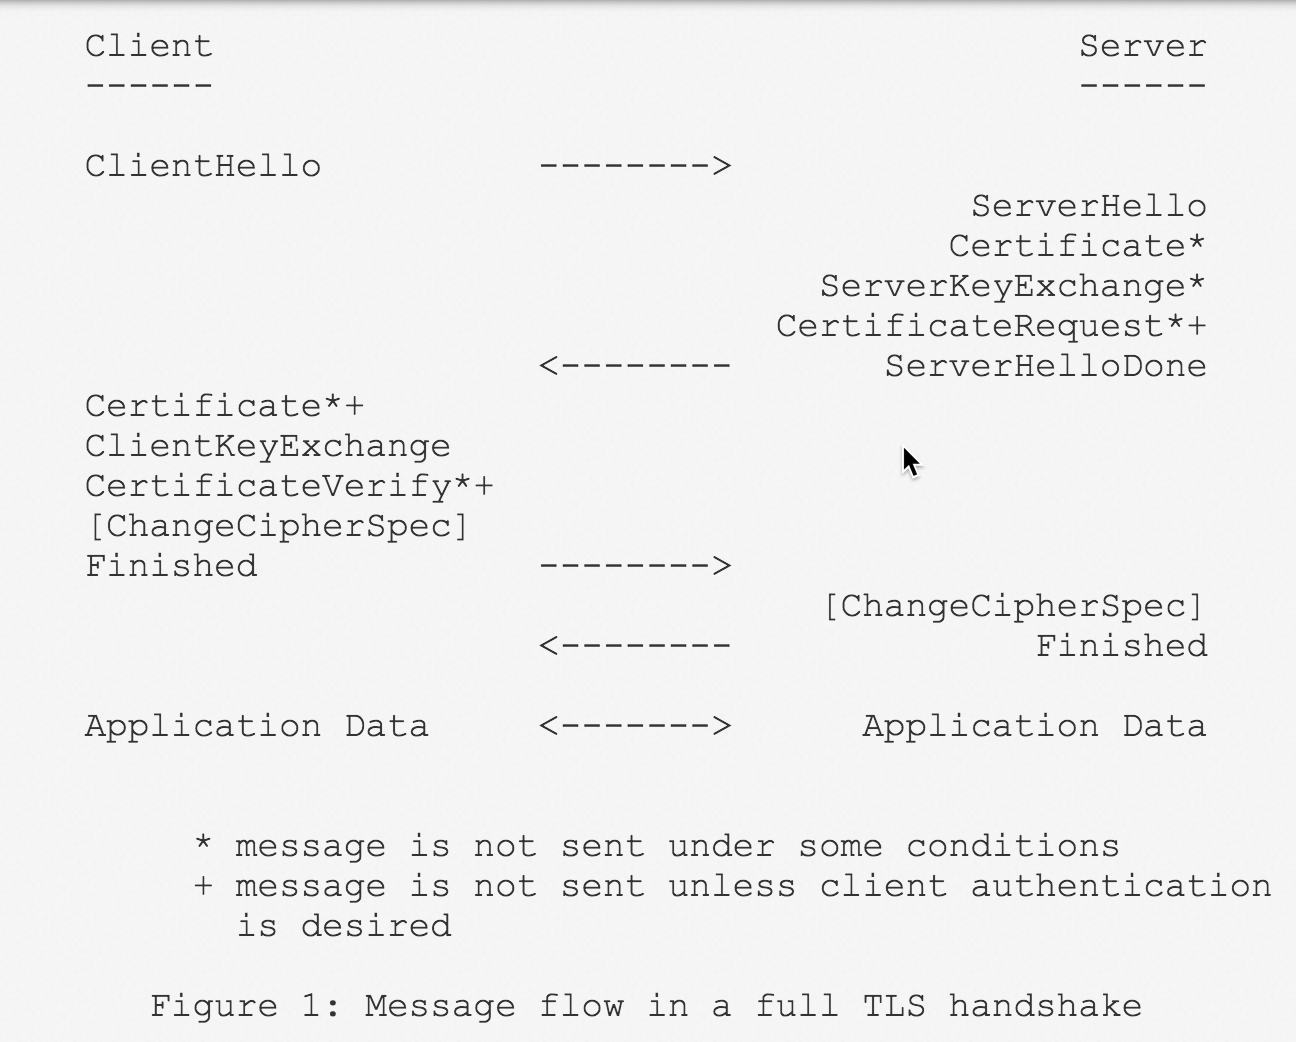 Client Server
------ ------
ClientHello -------->
ServerHello
Certificate*
ServerKeyExchange*
CertificateRequest*+
<-------- ServerHelloDone
Certificate*+
ClientKeyExchange
CertificateVerify*+
[ChangeCipherSpec]
Finished -------->
[ChangeCipherSpec]
<-------- Finished
Application Data <-------> Application Data
* message is not sent under some conditions
+ message is not sent unless client authentication
is desired
Figure 1: Message flow in a full TLS handshake